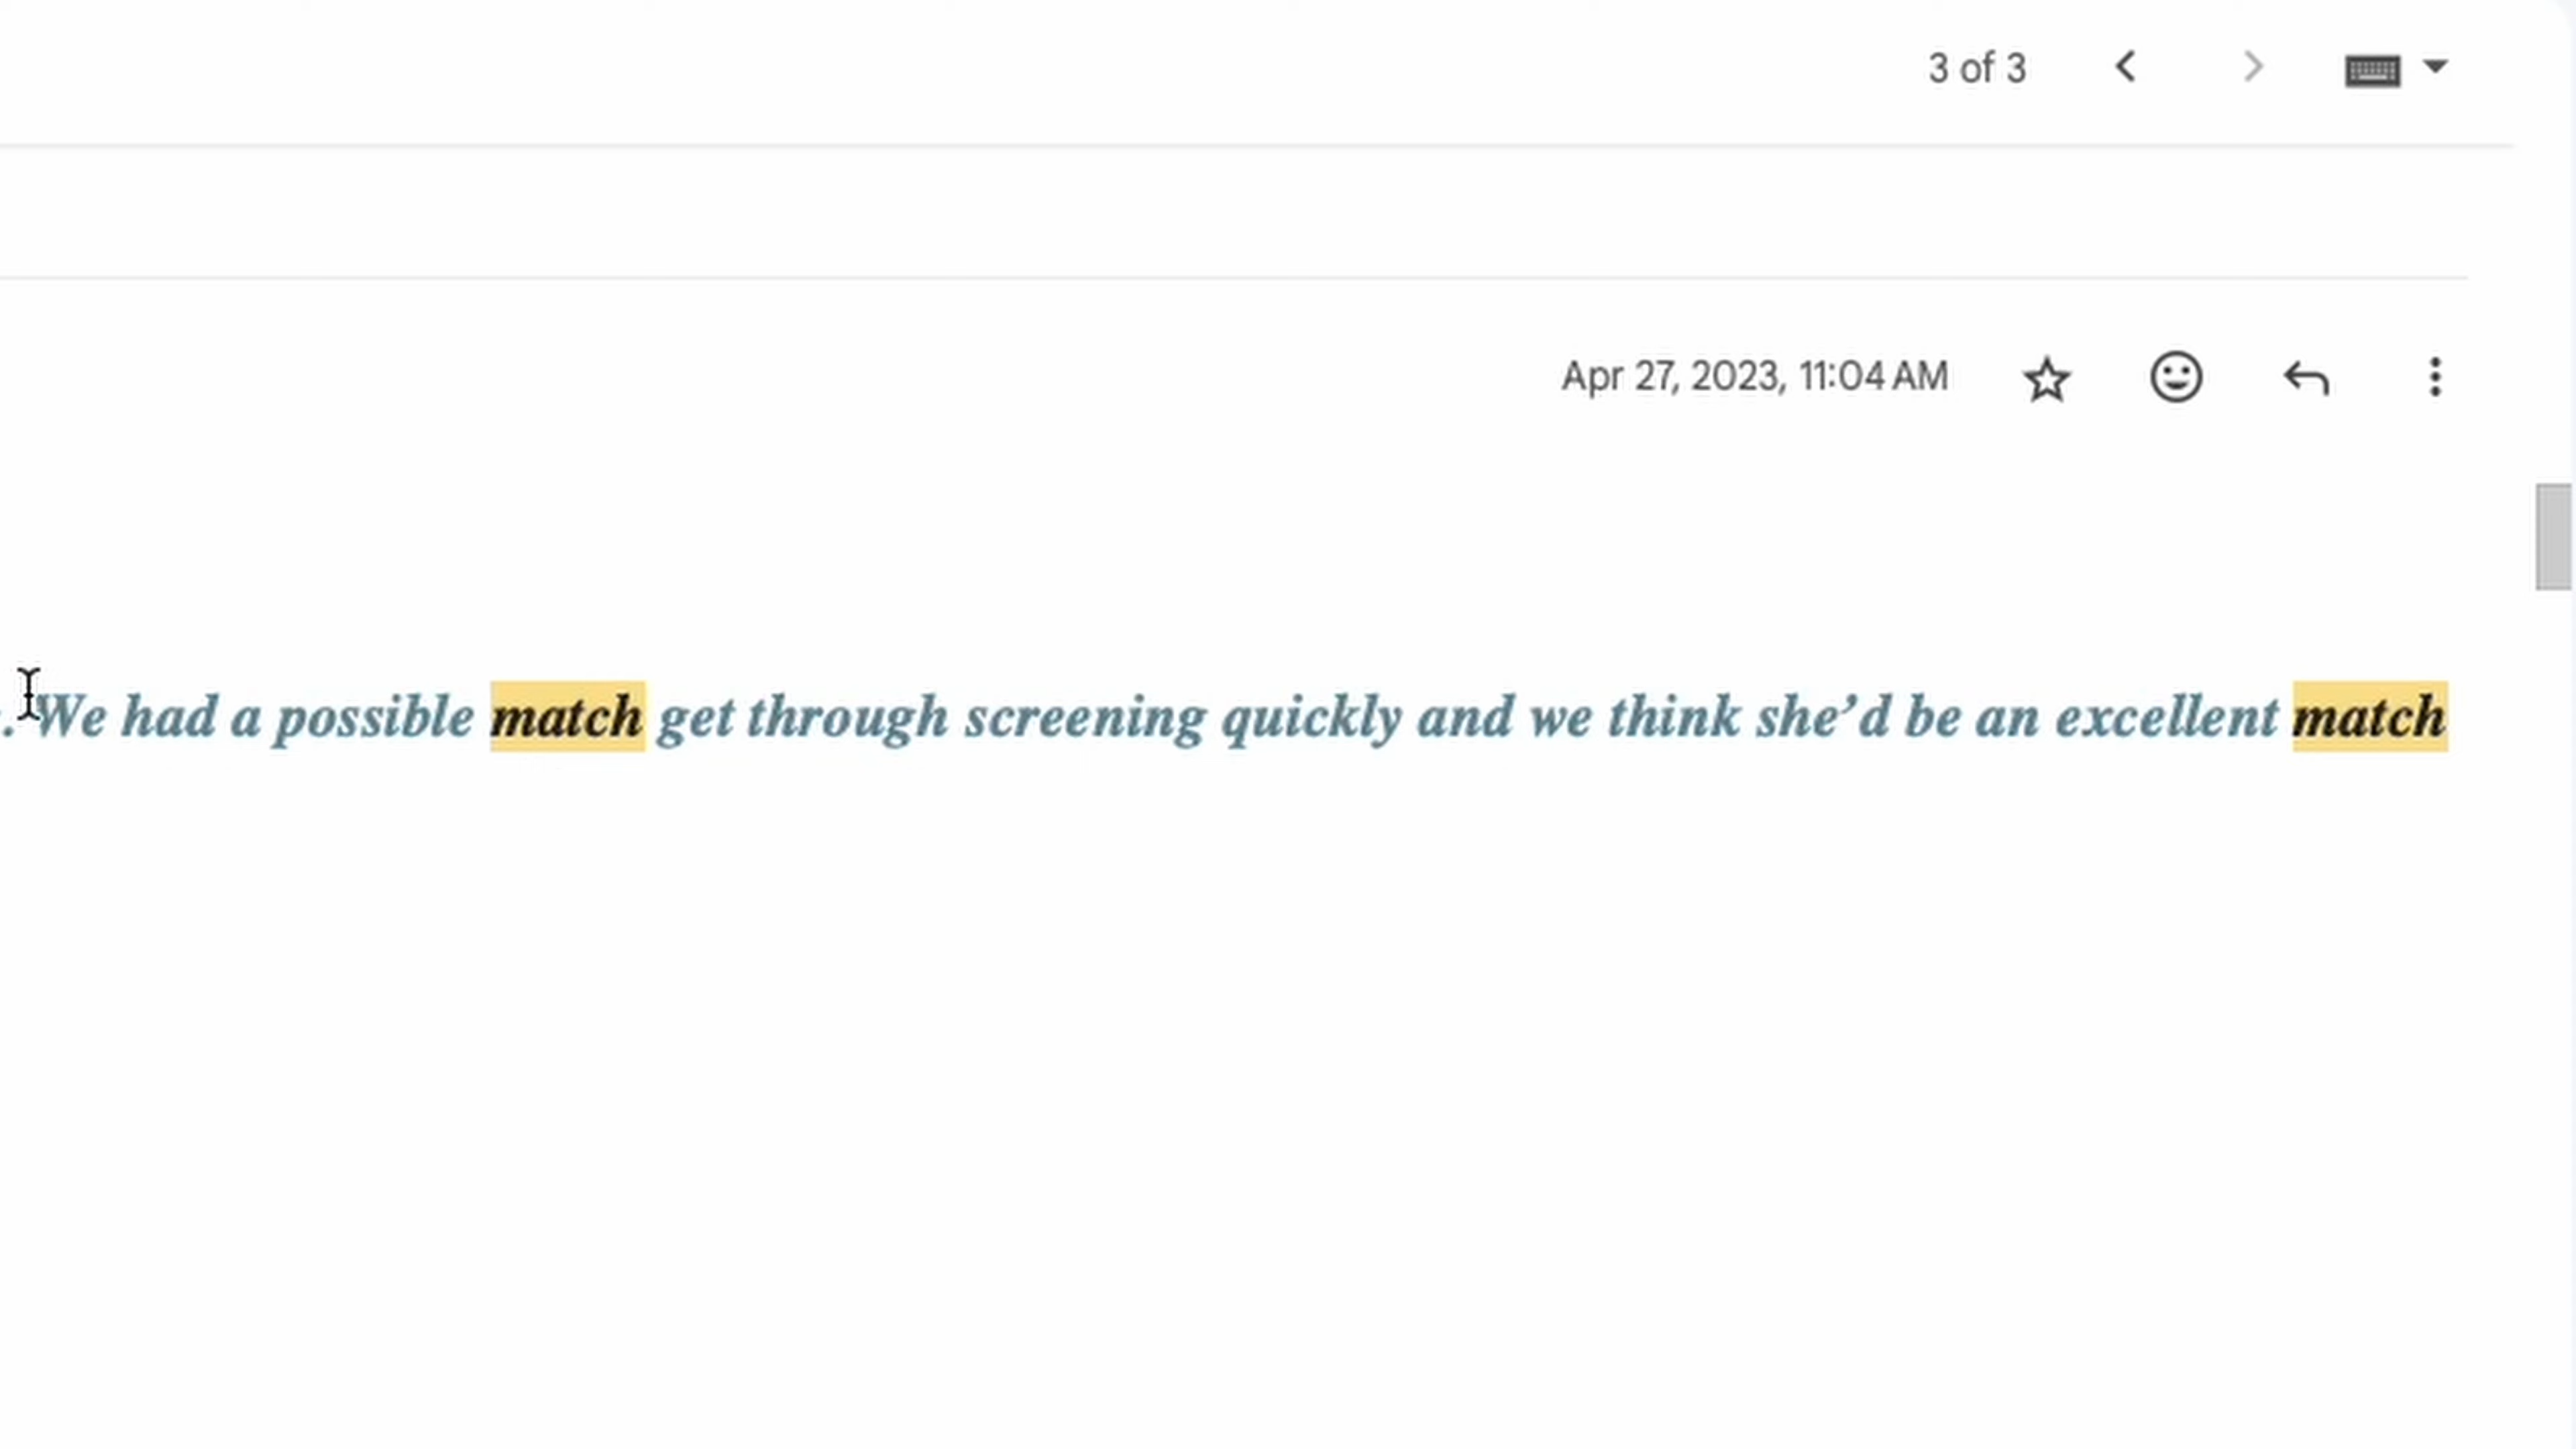 3 of 3
Apr 27, 2023, 11:04 AM
. We had a possible match get through screening quickly and we think she’d be an excellent match